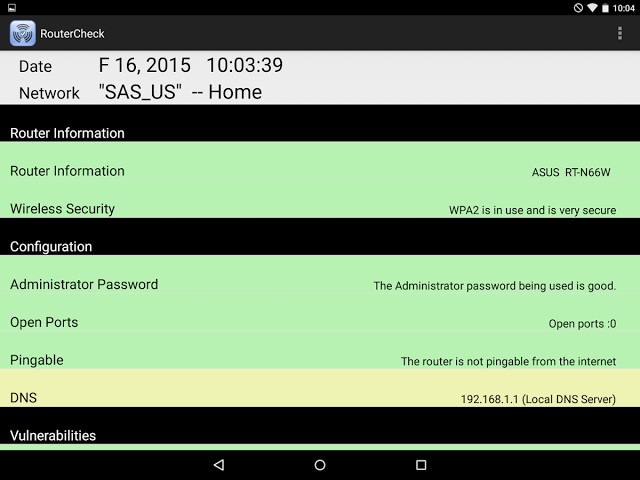 10:04
RouterCheck
Date F 16, 2015 10:03:39
Network "SAS_US" -- Home
Router Information
Router Information ASUS RT-N66W
Wireless Security WPA2 is in use and is very secure
Configuration
Administrator Password The Administrator password being used is good.
Open Ports Open ports :0
Pingable The router is not pingable from the internet
DNS 192.168.1.1 (Local DNS Server)
Vulnerabilities